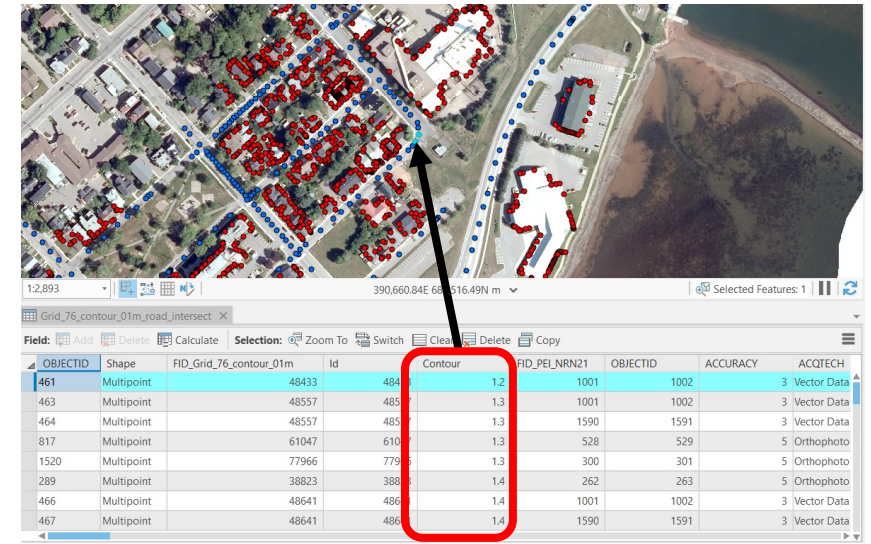 1:2,893
390,660.84E 68 516.49N m
Selected Features: 1
Grid_76_contour_01m_road_intersect
Field: Add Delete Calculate Selection: Zoom To Switch Clear Delete Copy
OBJECTID Shape FID_Grid_76_contour_01m Id Contour FID_PEI_NRN21 OBJECTID ACCURACY ACQTECH
461 Multipoint 48433 1.2 1001 1002 3 Vector Data
463 Multipoint 48557 1.3 1001 1002 3 Vector Data
464 Multipoint 48557 1.3 1590 1591 3 Vector Data
817 Multipoint 61047 1.3 528 529 5 Orthophoto
1520 Multipoint 77966 1.3 300 301 5 Orthophoto
289 Multipoint 38823 1.4 262 263 5 Orthophoto
466 Multipoint 48641 1.4 1001 1002 3 Vector Data
467 Multipoint 48641 1.4 1590 1591 3 Vector Data